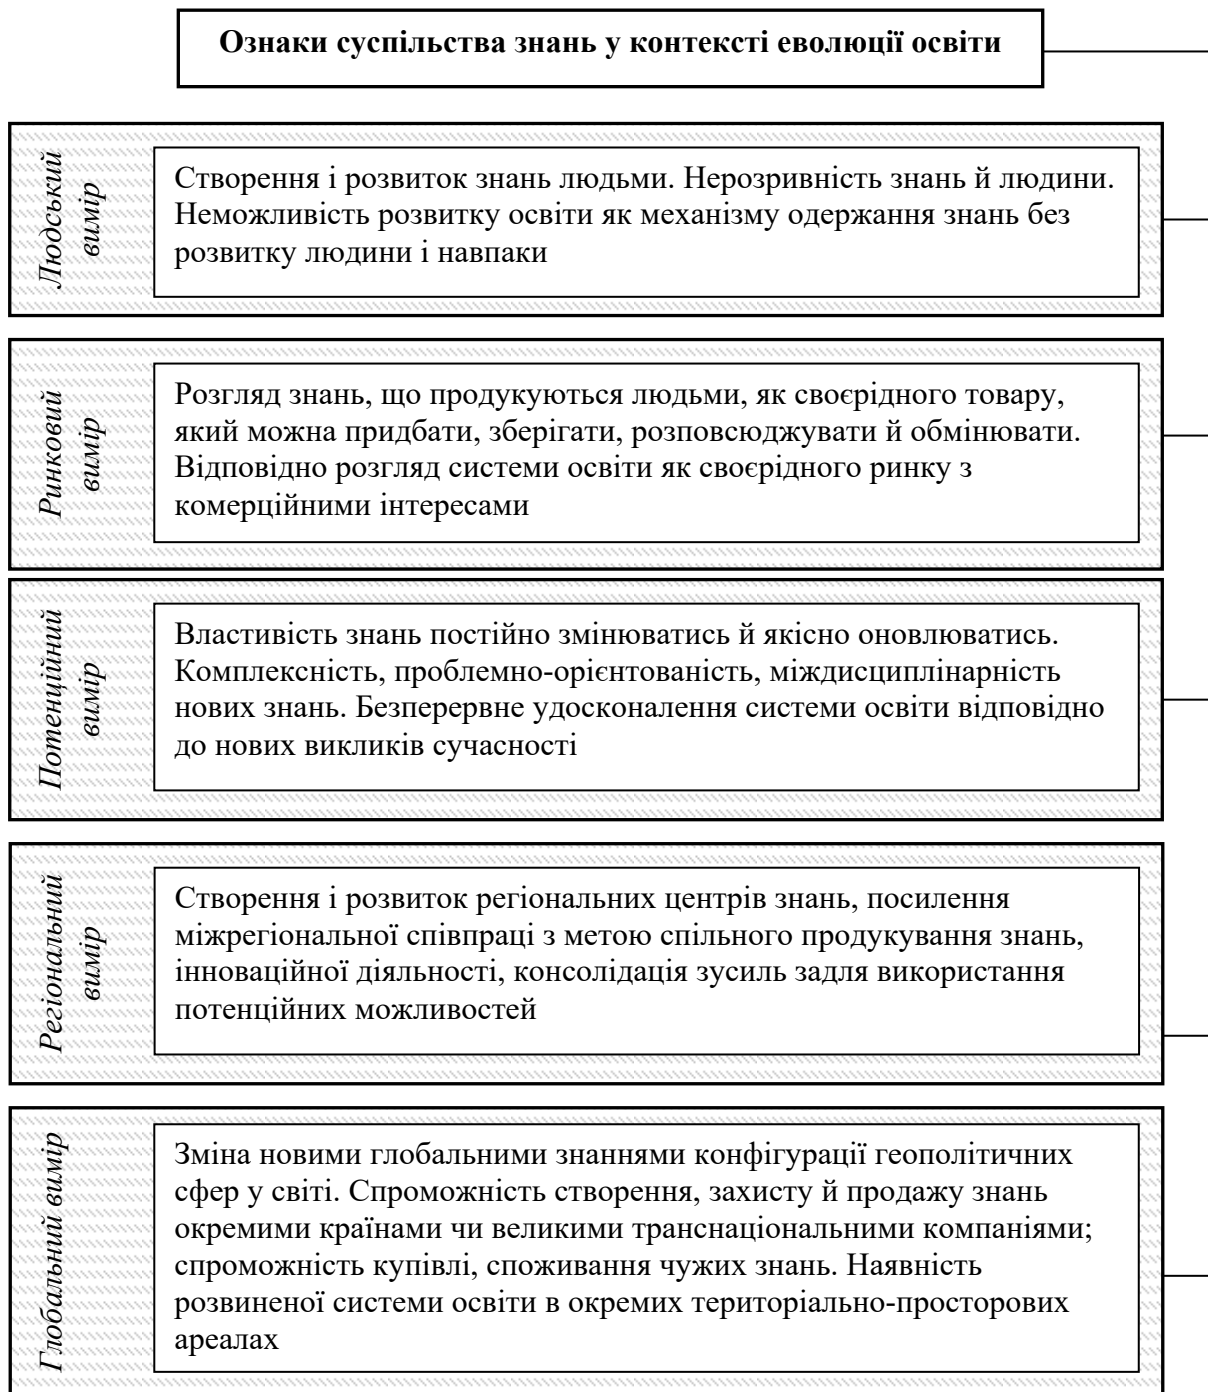 Ознаки суспільства знань у контексті еволюції освіти
Людський
вимір
Створення і розвиток знань людьми. Нерозривність знань й людини.
Неможливість розвитку освіти як механізму одержання знань без
розвитку людини і навпаки
Ринковий
вимір
Розгляд знань, що продукуються людьми, як своєрідного товару,
який можна придбати, зберігати, розповсюджувати й обмінювати.
Відповідно розгляд системи освіти як своєрідного ринку з
комерційними інтересами
Потенційний
вимір
Властивість знань постійно змінюватись й якісно оновлюватись.
Комплексність, проблемно-орієнтованість, міждисциплінарність
нових знань. Безперервне удосконалення системи освіти відповідно
до нових викликів сучасності
Регіональний
вимір
Створення і розвиток регіональних центрів знань, посилення
міжрегіональної співпраці з метою спільного продукування знань,
інноваційної діяльності, консолідація зусиль задля використання
потенційних можливостей
Глобальний вимір
Зміна новими глобальними знаннями конфігурації геополітичних
сфер у світі. Спроможність створення, захисту й продажу знань
окремими країнами чи великими транснаціональними компаніями;
спроможність купівлі, споживання чужих знань. Наявність
розвиненої системи освіти в окремих територіально-просторових
ареалах